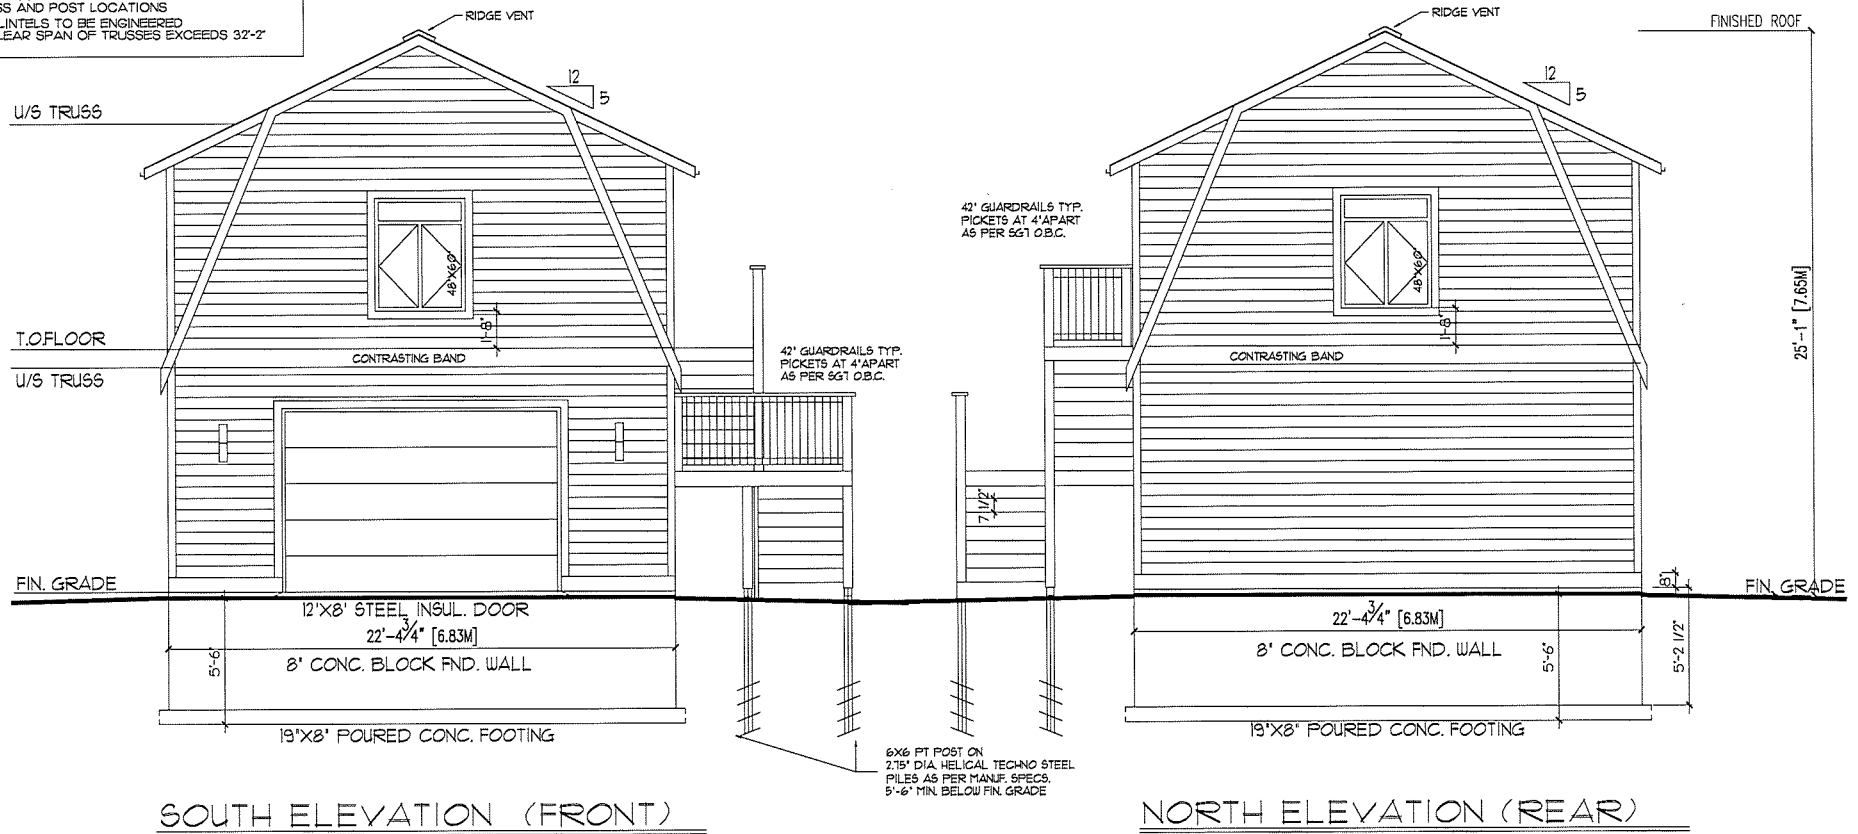 SS AND POST LOCATIONS
LINTELS TO BE ENGINEERED
LEAR SPAN OF TRUSSES EXCEEDS 32'-2"
RIDGE VENT
12
5
U/S TRUSS
48"X60"
1'-8"
T.O.FLOOR
CONTRASTING BAND
U/S TRUSS
42" GUARDRAILS TYP.
PICKETS AT 4"APART
AS PER SG7 O.B.C.
FIN. GRADE
12'X8' STEEL INSUL. DOOR
22'-4 3/4" [6.83M]
8" CONC. BLOCK FND. WALL
5'-6"
19"X8" POURED CONC. FOOTING
6X6 PT POST ON
2.75" DIA. HELICAL TECHNO STEEL
PILES AS PER MANUF. SPECS.
5'-6" MIN. BELOW FIN. GRADE
SOUTH ELEVATION (FRONT)
RIDGE VENT
FINISHED ROOF
12
5
42" GUARDRAILS TYP.
PICKETS AT 4"APART
AS PER SG7 O.B.C.
48"X60"
1'-8"
25'-1" [7.65M]
CONTRASTING BAND
7 1/2"
8"
FIN. GRADE
22'-4 3/4" [6.83M]
8" CONC. BLOCK FND. WALL
5'-6"
5'-2 1/2"
19"X8" POURED CONC. FOOTING
NORTH ELEVATION (REAR)